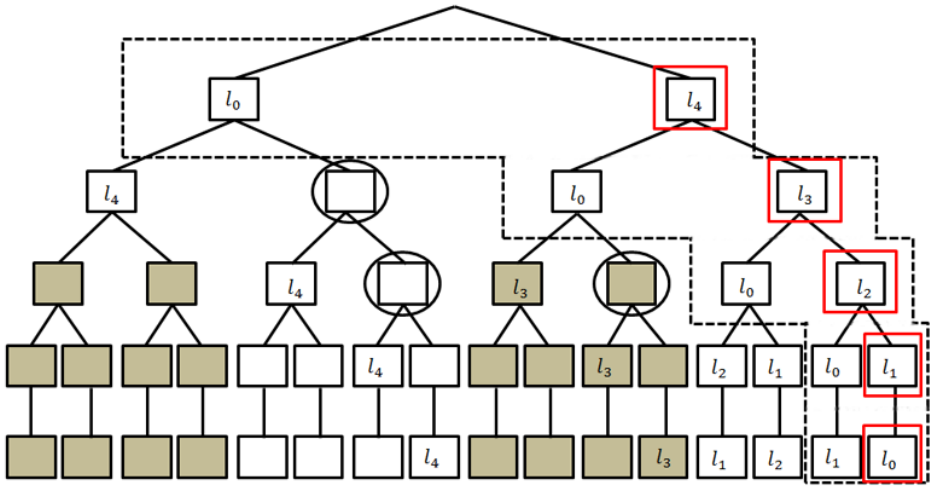 l₀ l₄
l₄ l₀ l₃
l₄ l₃ l₀ l₂
l₄ l₃ l₂ l₁ l₀ l₁
l₄ l₃ l₁ l₂ l₁ l₀